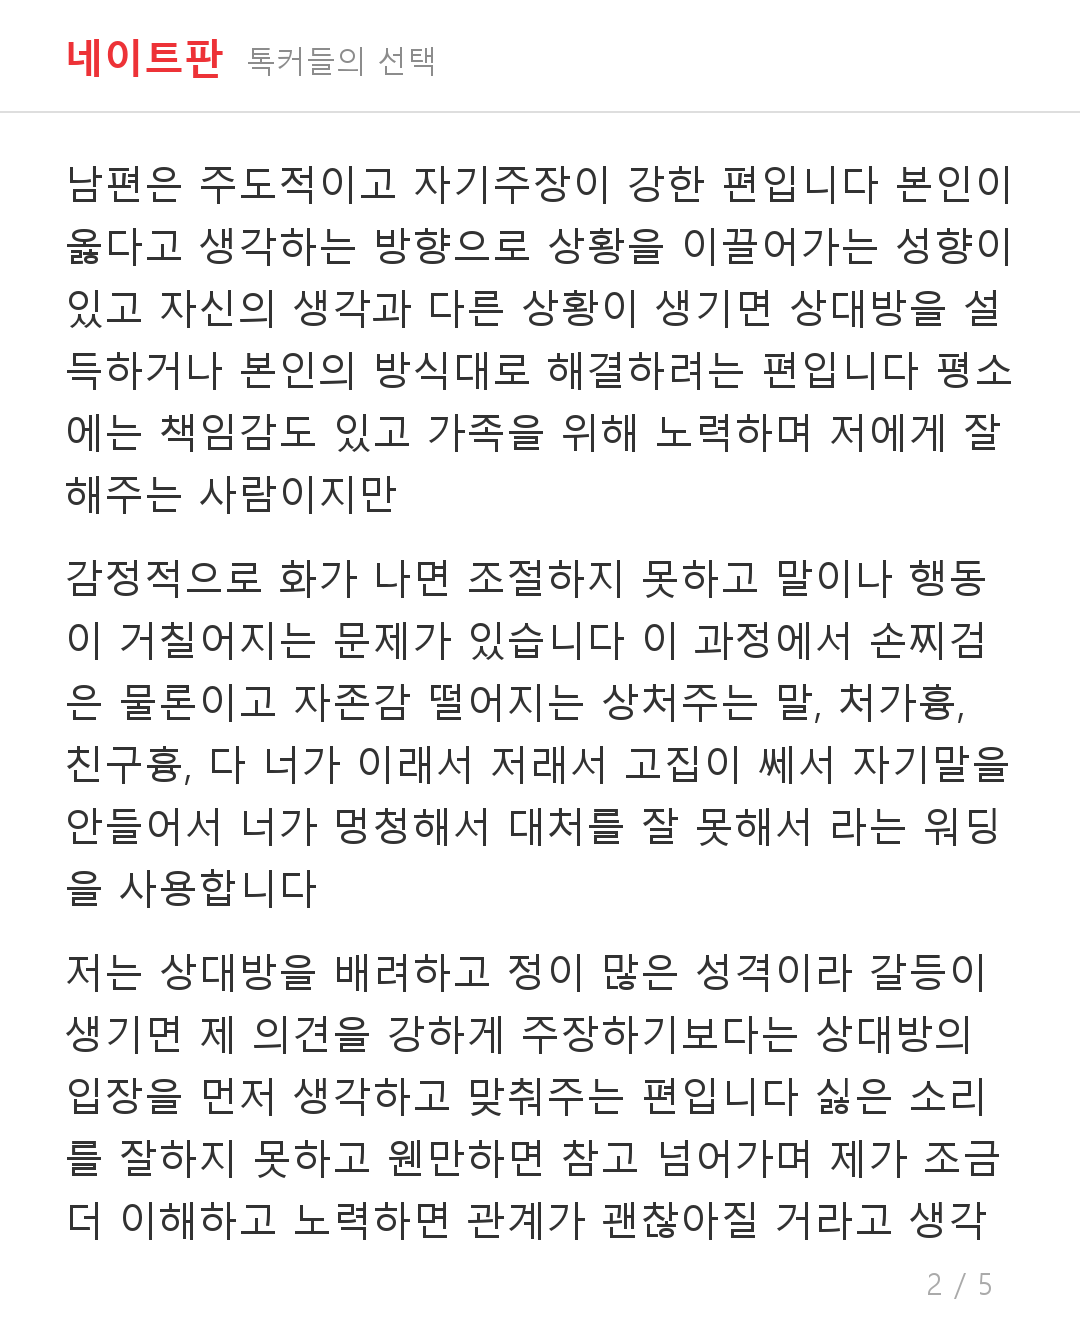 네이트판 톡커들의 선택
남편은 주도적이고 자기주장이 강한 편입니다 본인이
옳다고 생각하는 방향으로 상황을 이끌어가는 성향이
있고 자신의 생각과 다른 상황이 생기면 상대방을 설
득하거나 본인의 방식대로 해결하려는 편입니다 평소
에는 책임감도 있고 가족을 위해 노력하며 저에게 잘
해주는 사람이지만
감정적으로 화가 나면 조절하지 못하고 말이나 행동
이 거칠어지는 문제가 있습니다 이 과정에서 손찌검
은 물론이고 자존감 떨어지는 상처주는 말, 처가흉,
친구흉, 다 너가 이래서 저래서 고집이 쎄서 자기말을
안들어서 너가 멍청해서 대처를 잘 못해서 라는 워딩
을 사용합니다
저는 상대방을 배려하고 정이 많은 성격이라 갈등이
생기면 제 의견을 강하게 주장하기보다는 상대방의
입장을 먼저 생각하고 맞춰주는 편입니다 싫은 소리
를 잘하지 못하고 웬만하면 참고 넘어가며 제가 조금
더 이해하고 노력하면 관계가 괜찮아질 거라고 생각
2 / 5